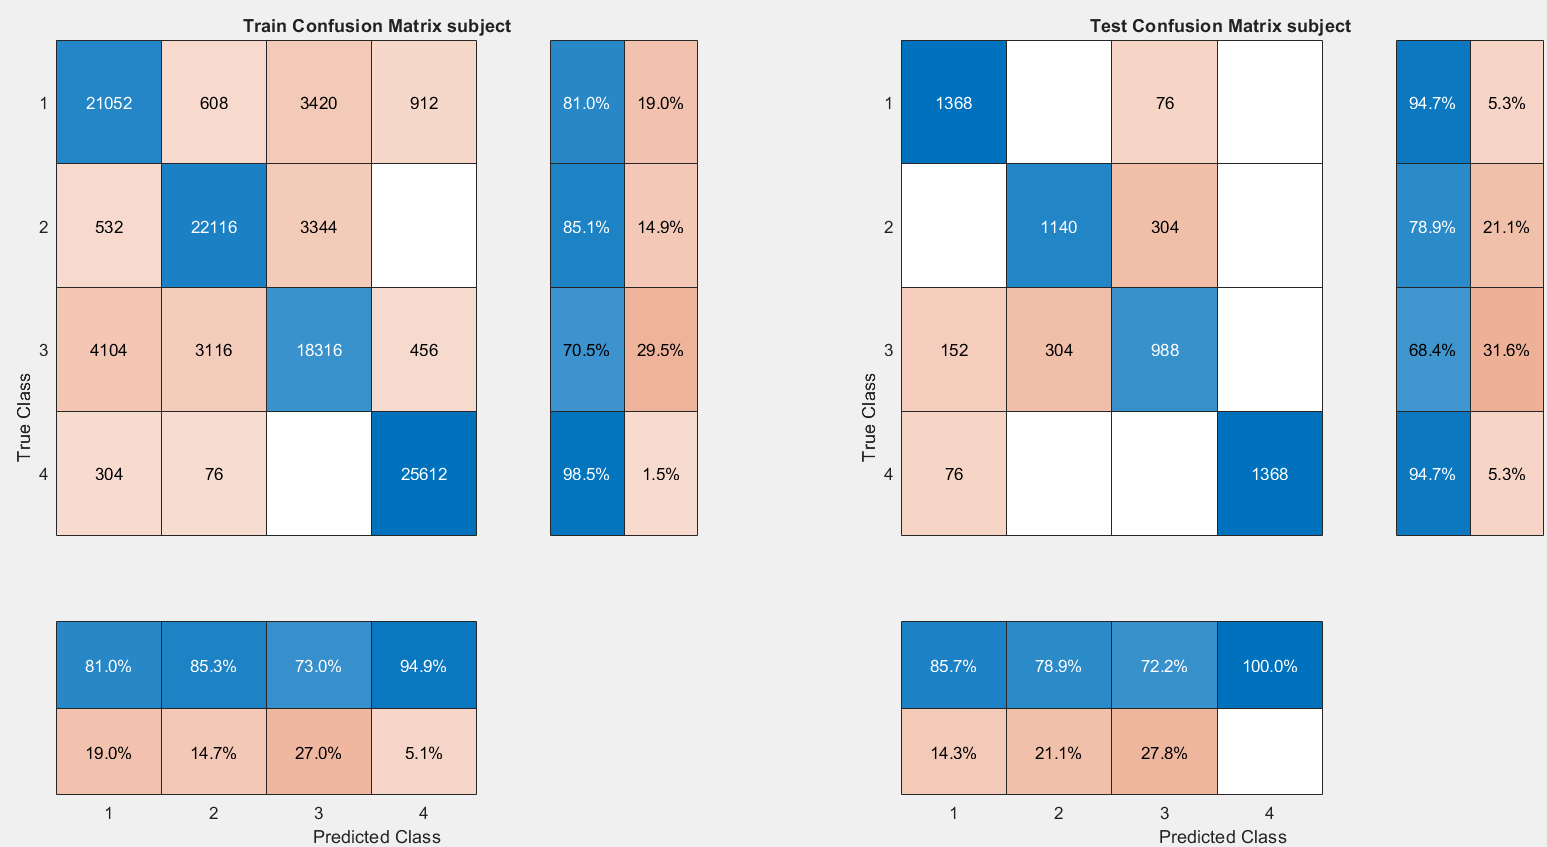 Train Confusion Matrix subject
1 21052 608 3420 912 81.0% 19.0%
2 532 22116 3344 85.1% 14.9%
3 4104 3116 18316 456 70.5% 29.5%
4 304 76 25612 98.5% 1.5%
True Class
81.0% 85.3% 73.0% 94.9%
19.0% 14.7% 27.0% 5.1%
1 2 3 4
Predicted Class
Test Confusion Matrix subject
1 1368 76 94.7% 5.3%
2 1140 304 78.9% 21.1%
3 152 304 988 68.4% 31.6%
4 76 1368 94.7% 5.3%
True Class
85.7% 78.9% 72.2% 100.0%
14.3% 21.1% 27.8%
1 2 3 4
Predicted Class